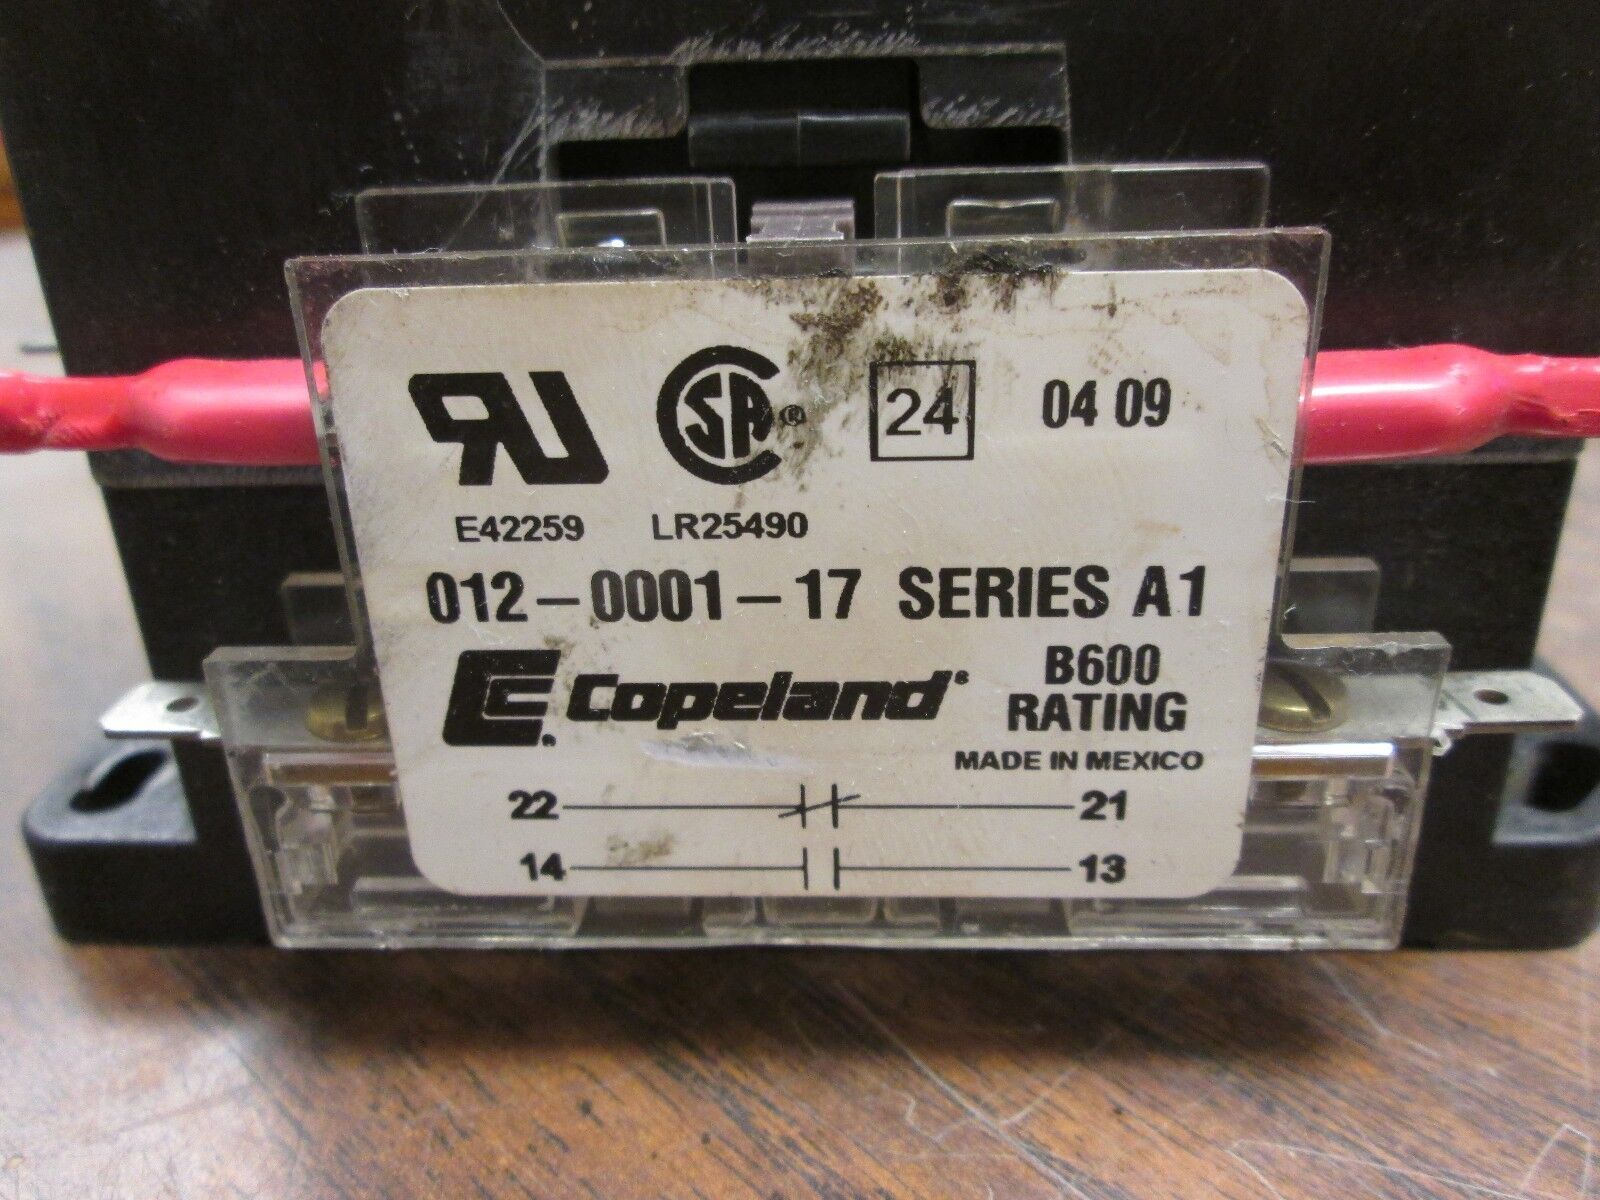 SA ® 24 04 09
E42259 LR25490
012-0001-17 SERIES A1
Copeland® B600
RATING
MADE IN MEXICO
22 21
14 13